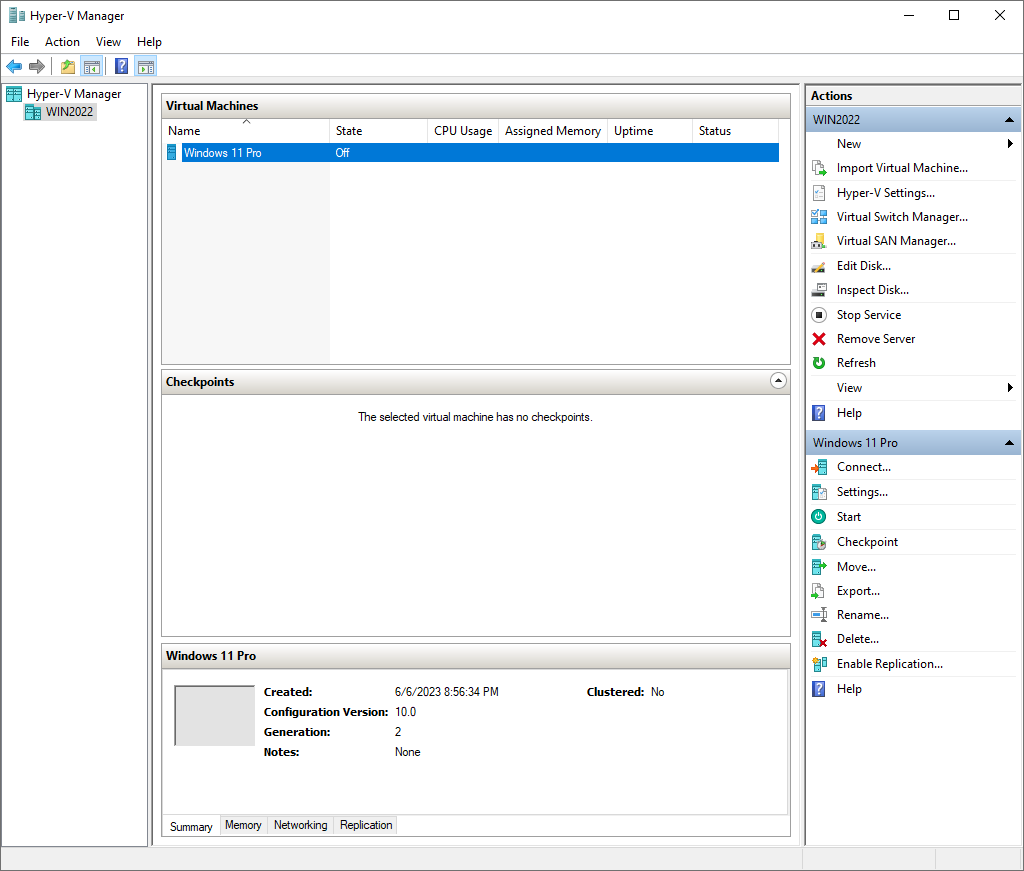 Hyper-V Manager
File Action View Help
Hyper-V Manager
WIN2022
Virtual Machines
Name State CPU Usage Assigned Memory Uptime Status
Windows 11 Pro Off
Checkpoints
The selected virtual machine has no checkpoints.
Windows 11 Pro
Created: 6/6/2023 8:56:34 PM Clustered: No
Configuration Version: 10.0
Generation: 2
Notes: None
Summary Memory Networking Replication
Actions
WIN2022
New
Import Virtual Machine...
Hyper-V Settings...
Virtual Switch Manager...
Virtual SAN Manager...
Edit Disk...
Inspect Disk...
Stop Service
Remove Server
Refresh
View
Help
Windows 11 Pro
Connect...
Settings...
Start
Checkpoint
Move...
Export...
Rename...
Delete...
Enable Replication...
Help